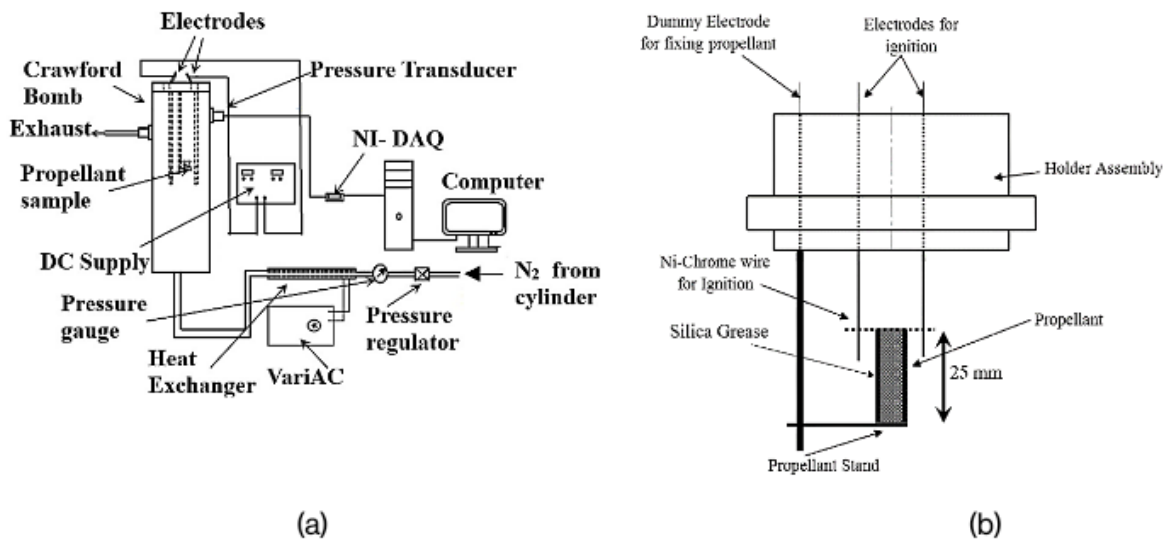 Electrodes
Crawford
Bomb
Pressure Transducer
Exhaust
NI- DAQ
Propellant
sample
Computer
DC Supply
N2 from
cylinder
Pressure
gauge
Pressure
regulator
Heat
Exchanger
VariAC
(a)
Dummy Electrode
for fixing propellant
Electrodes for
ignition
Holder Assembly
Ni-Chrome wire
for Ignition
Silica Grease
Propellant
25 mm
Propellant Stand
(b)